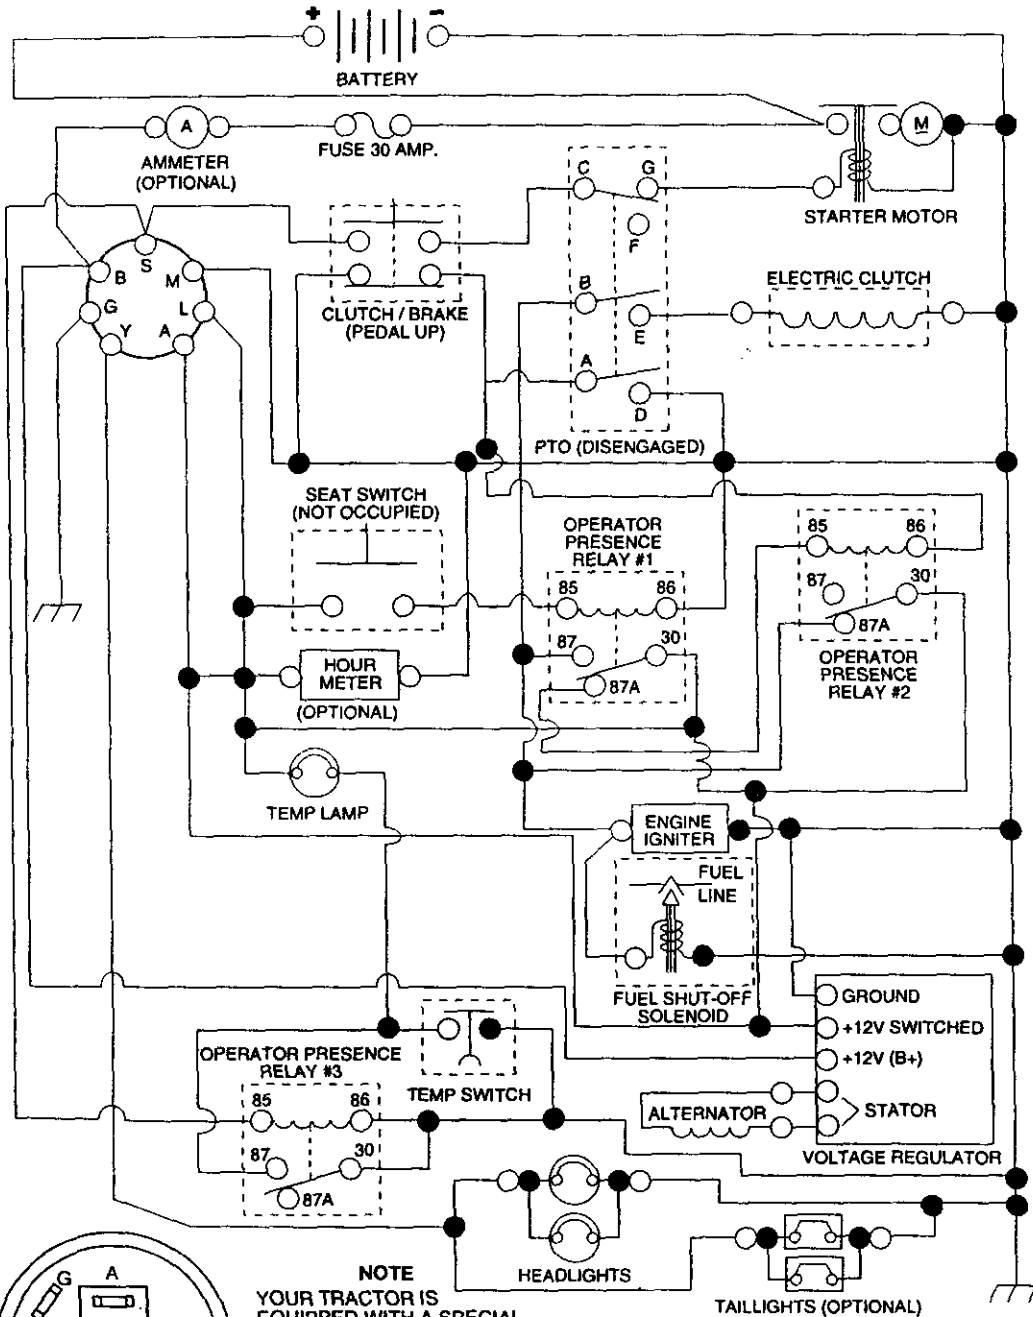 +
-
BATTERY
A
M
AMMETER
(OPTIONAL)
FUSE 30 AMP.
C
G
F
STARTER MOTOR
S
B
M
G
L
Y
A
CLUTCH / BRAKE
(PEDAL UP)
B
E
A
D
ELECTRIC CLUTCH
PTO (DISENGAGED)
SEAT SWITCH
(NOT OCCUPIED)
OPERATOR
PRESENCE
RELAY #1
85
86
87
30
87A
85
86
87
30
87A
OPERATOR
PRESENCE
RELAY #2
HOUR
METER
(OPTIONAL)
TEMP LAMP
ENGINE
IGNITER
FUEL
LINE
FUEL SHUT-OFF
SOLENOID
GROUND
+12V SWITCHED
+12V (B+)
STATOR
ALTERNATOR
VOLTAGE REGULATOR
OPERATOR PRESENCE
RELAY #3
TEMP SWITCH
85
86
87
30
87A
HEADLIGHTS
TAILLIGHTS (OPTIONAL)
G
A
NOTE
YOUR TRACTOR IS
EQUIPPED WITH A SPECIAL